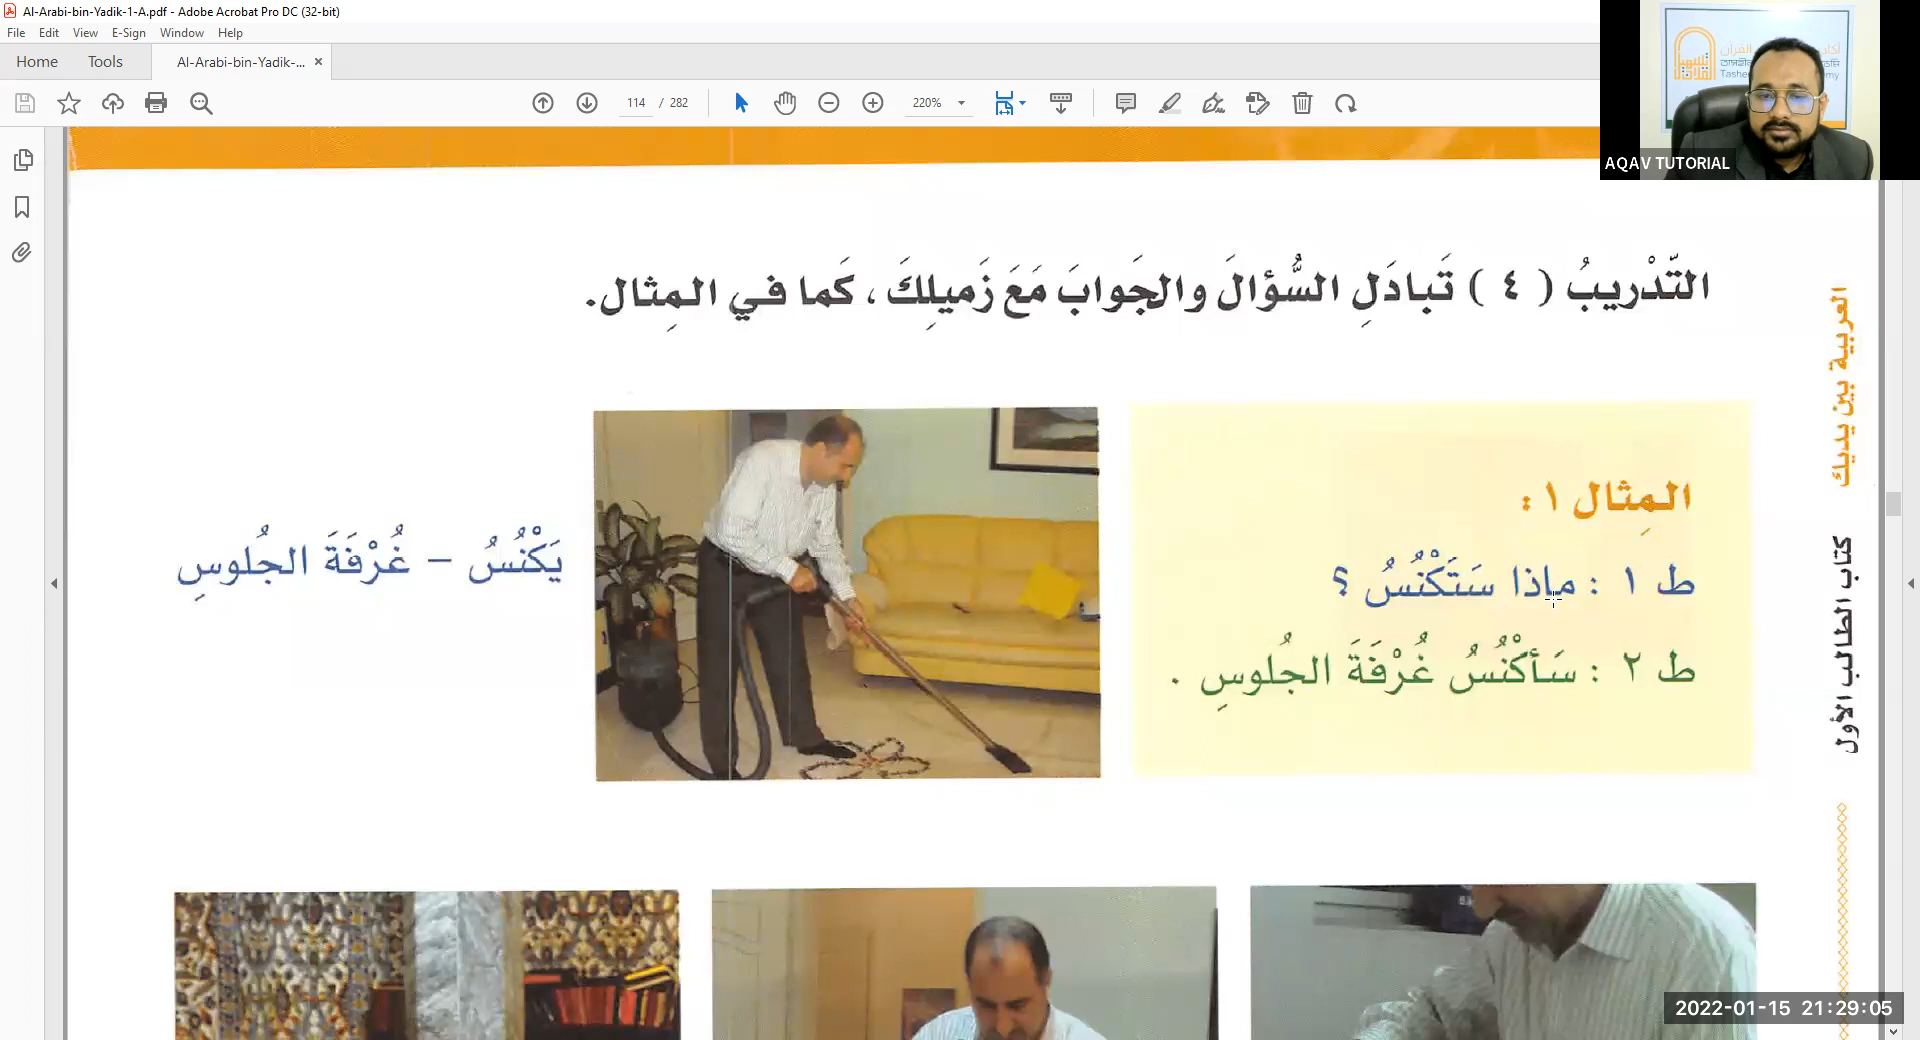 Al-Arabi-bin-Yadik-1-A.pdf - Adobe Acrobat Pro DC (32-bit)
File Edit View E-Sign Window Help
Home Tools Al-Arabi-bin-Yadik-...
114 / 282 220%
AQAV TUTORIAL
التّدْريبُ ( ٤ ) تَبادَلِ السُّؤالَ والجَوابَ مَعَ زَميلِكَ ، كَما في المِثال.
المِثال ١ :
ط ١ : ماذا سَتَكْنُسُ ؟
ط ٢ : سَأكْنُسُ غُرْفَةَ الجُلوسِ .
يَكْنُسُ – غُرْفَةَ الجُلوسِ
العربية بين يديك
كتاب الطالب الأول
2022-01-15 21:29:05